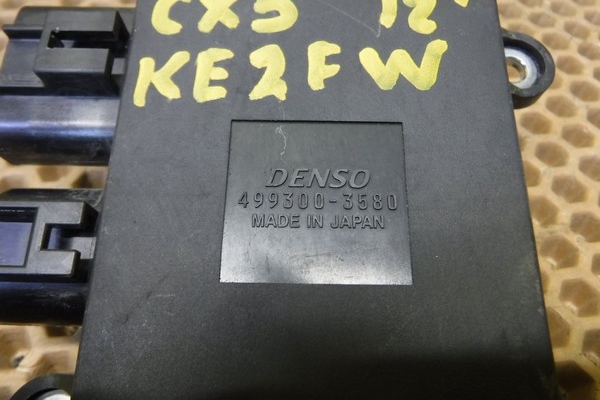 CX5 12'
KE2FW
DENSO
499300-3580
MADE IN JAPAN